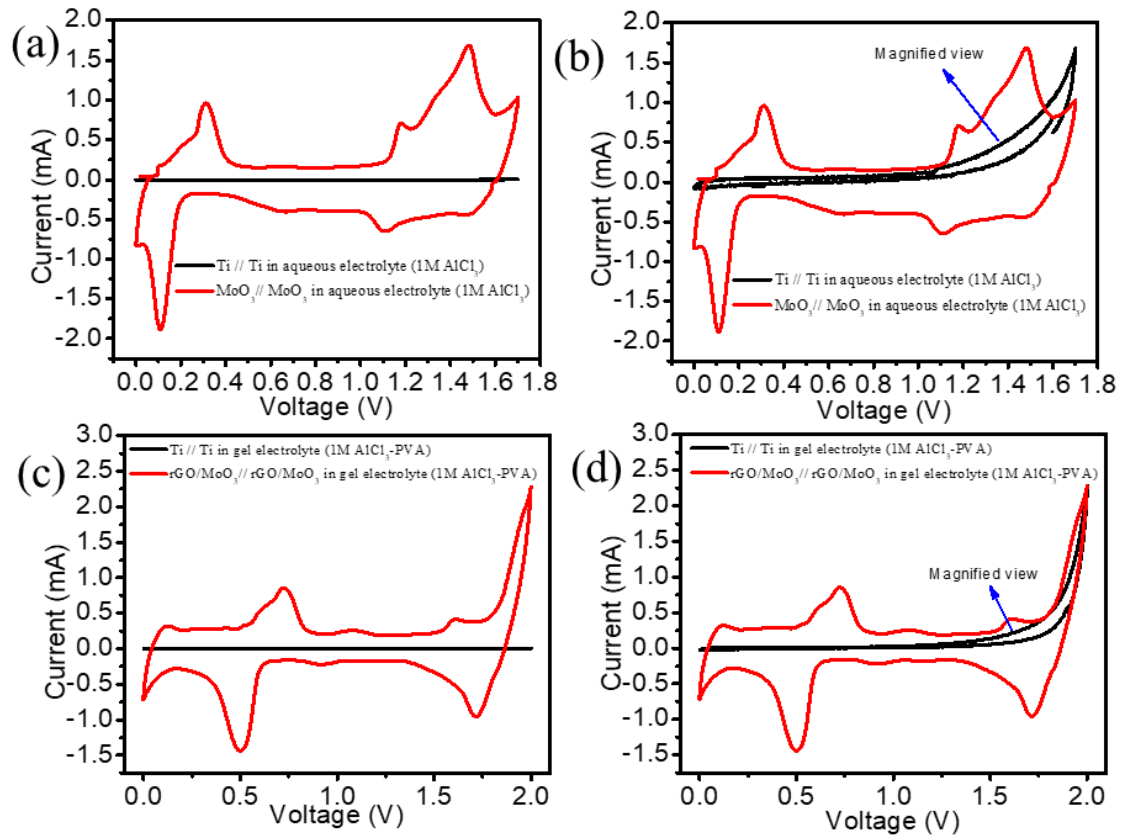 (a)
2.0
1.5
1.0
0.5
0.0
-0.5
-1.0
-1.5
-2.0
Current (mA)
Ti // Ti in aqueous electrolyte (1M AlCl₃)
MoO₃// MoO₃ in aqueous electrolyte (1M AlCl₃)
0.0 0.2 0.4 0.6 0.8 1.0 1.2 1.4 1.6 1.8
Voltage (V)
(b)
2.0
1.5
1.0
0.5
0.0
-0.5
-1.0
-1.5
-2.0
Current (mA)
Magnified view
Ti // Ti in aqueous electrolyte (1M AlCl₃)
MoO₃// MoO₃ in aqueous electrolyte (1M AlCl₃)
0.0 0.2 0.4 0.6 0.8 1.0 1.2 1.4 1.6 1.8
Voltage (V)
(c)
3.0
2.5
2.0
1.5
1.0
0.5
0.0
-0.5
-1.0
-1.5
Current (mA)
Ti // Ti in gel electrolyte (1M AlCl₃-PVA)
rGO/MoO₃// rGO/MoO₃ in gel electrolyte (1M AlCl₃-PVA)
0.0 0.5 1.0 1.5 2.0
Voltage (V)
(d)
3.0
2.5
2.0
1.5
1.0
0.5
0.0
-0.5
-1.0
-1.5
Current (mA)
Ti // Ti in gel electrolyte (1M AlCl₃-PVA)
rGO/MoO₃// rGO/MoO₃ in gel electrolyte (1M AlCl₃-PVA)
Magnified view
0.0 0.5 1.0 1.5 2.0
Voltage (V)